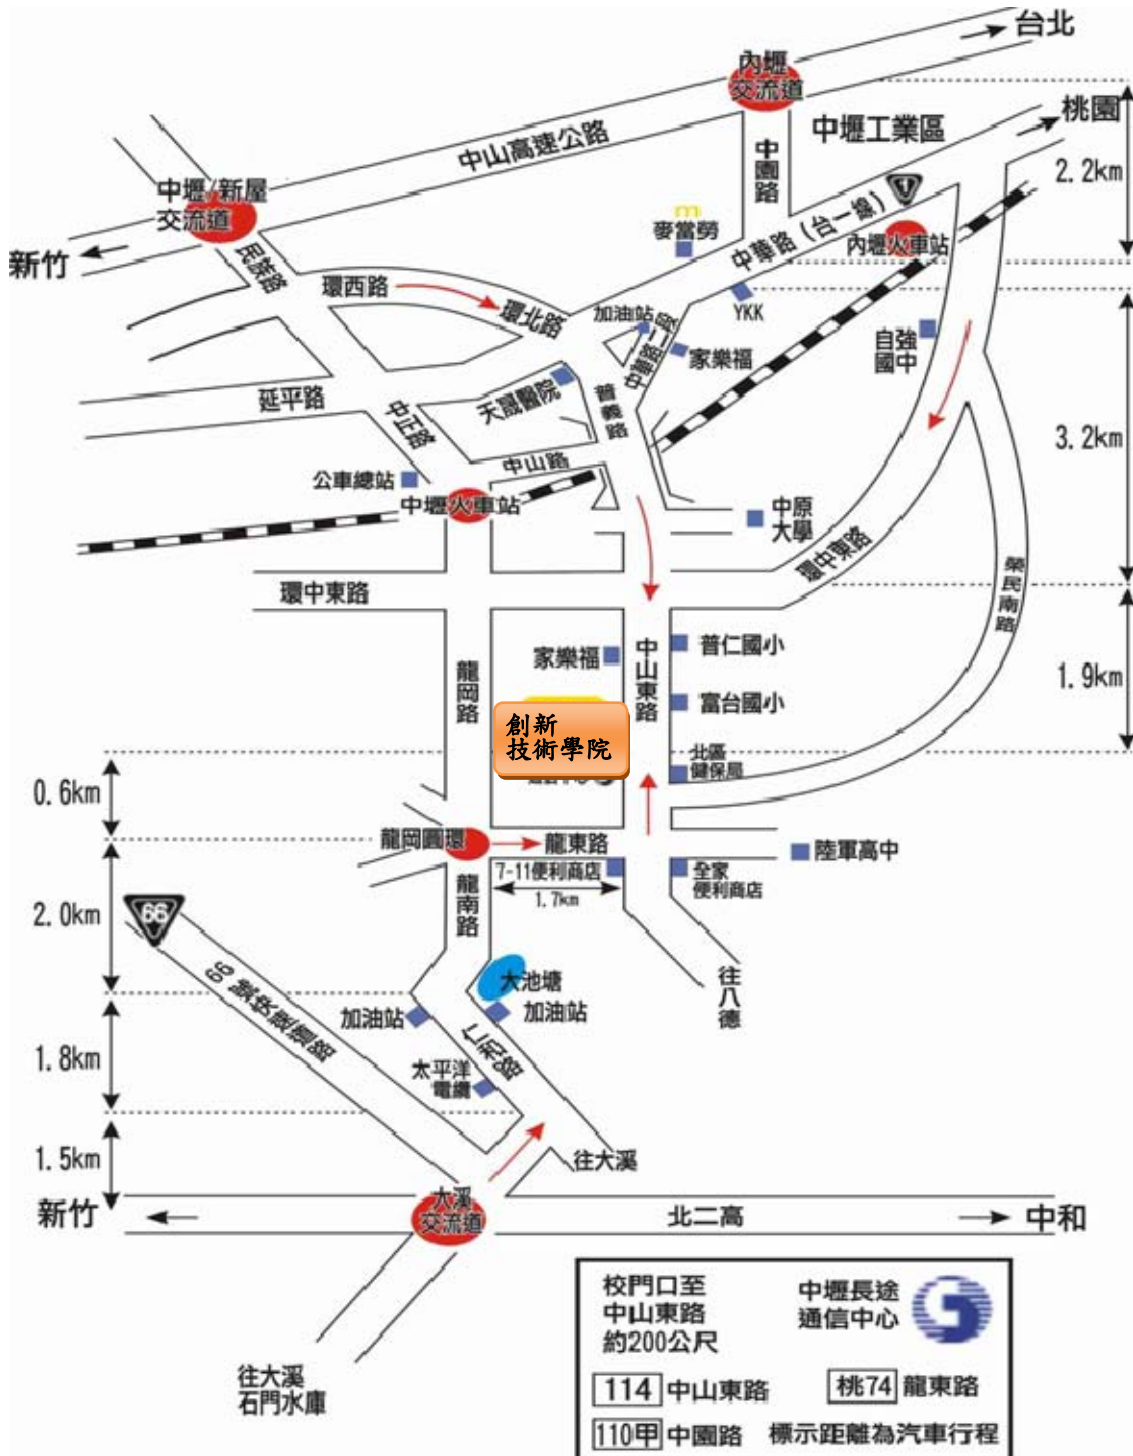 台北
內壢
交流道
桃園
中壢工業區
中山高速公路
中園路
2.2km
中壢/新屋
交流道
1
麥當勞
中華路(台一線)
內壢火車站
新竹
民族路
環西路
環北路
加油站
YKK
中華路二段
家樂福
自強
國中
延平路
中正路
天晟醫院
普義路
3.2km
公車總站
中山路
中壢火車站
中原
大學
環中東路
環中東路
榮民南路
龍岡路
家樂福
中山東路
普仁國小
1.9km
富台國小
創新
技術學院
北區
健保局
0.6km
龍岡圓環
龍東路
陸軍高中
7-11便利商店
全家
便利商店
1.7km
龍南路
2.0km
66
往八德
大池塘
加油站
加油站
66
1.8km
太平洋
電纜
1.5km
往大溪
新竹
大溪
交流道
北二高
中和
校門口至
中山東路
約200公尺
中壢長途
通信中心
往大溪
石門水庫
114 中山東路
桃74 龍東路
110甲 中園路
標示距離為汽車行程